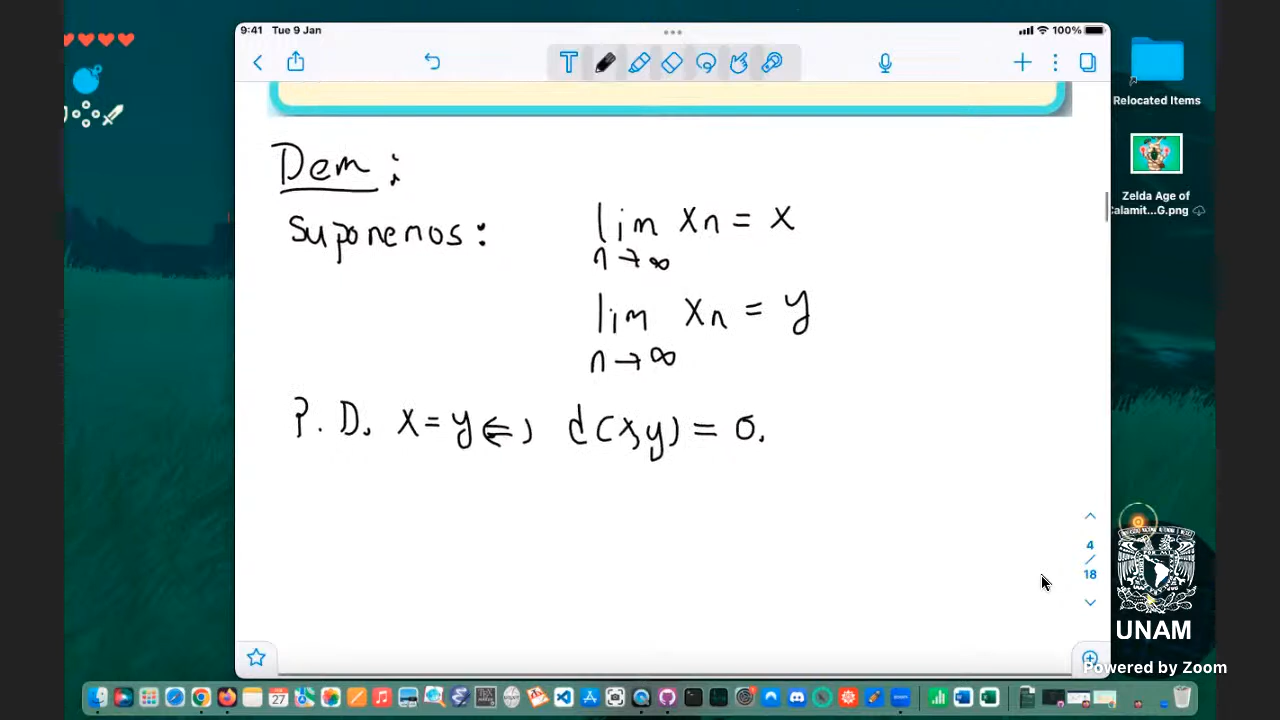 9:41 Tue 9 Jan
100%
Relocated Items
Zelda Age of
Calamit...G.png
Dem:
Suponemos: lim xn = x
n → ∞
lim xn = y
n → ∞
P. D. x = y ⇔ d(x,y) = 0.
4
/
18
UNAM
Powered by Zoom
27